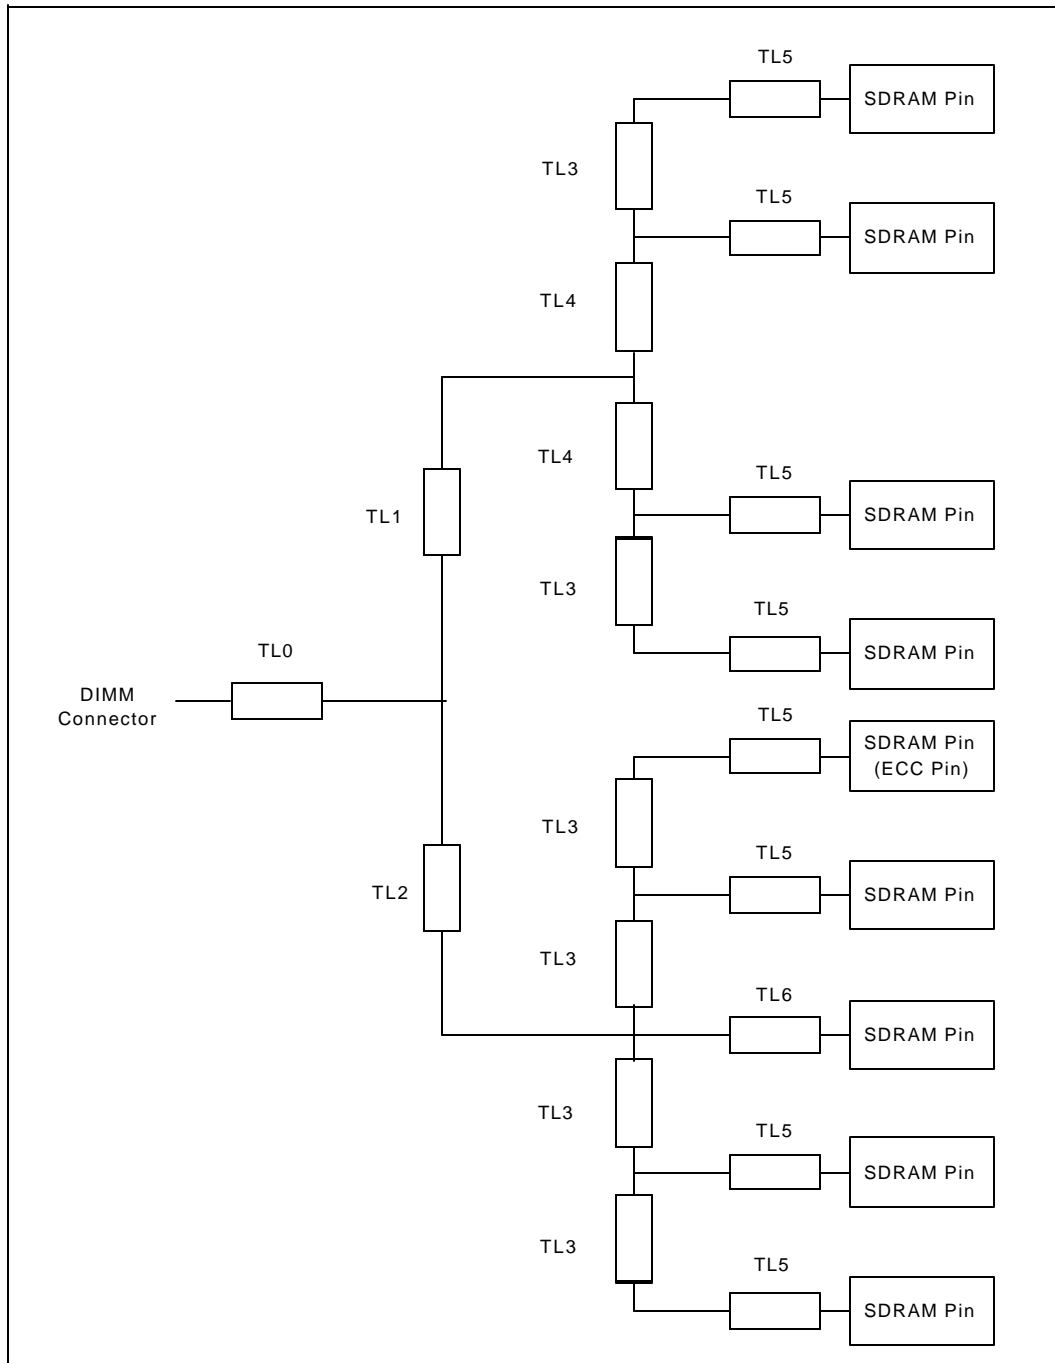 TL5
SDRAM Pin
TL3
TL5
SDRAM Pin
TL4
TL4
TL5
SDRAM Pin
TL1
TL3
TL5
SDRAM Pin
TL0
DIMM
Connector
TL5
SDRAM Pin
(ECC Pin)
TL3
TL5
SDRAM Pin
TL2
TL3
TL6
SDRAM Pin
TL3
TL5
SDRAM Pin
TL3
TL5
SDRAM Pin